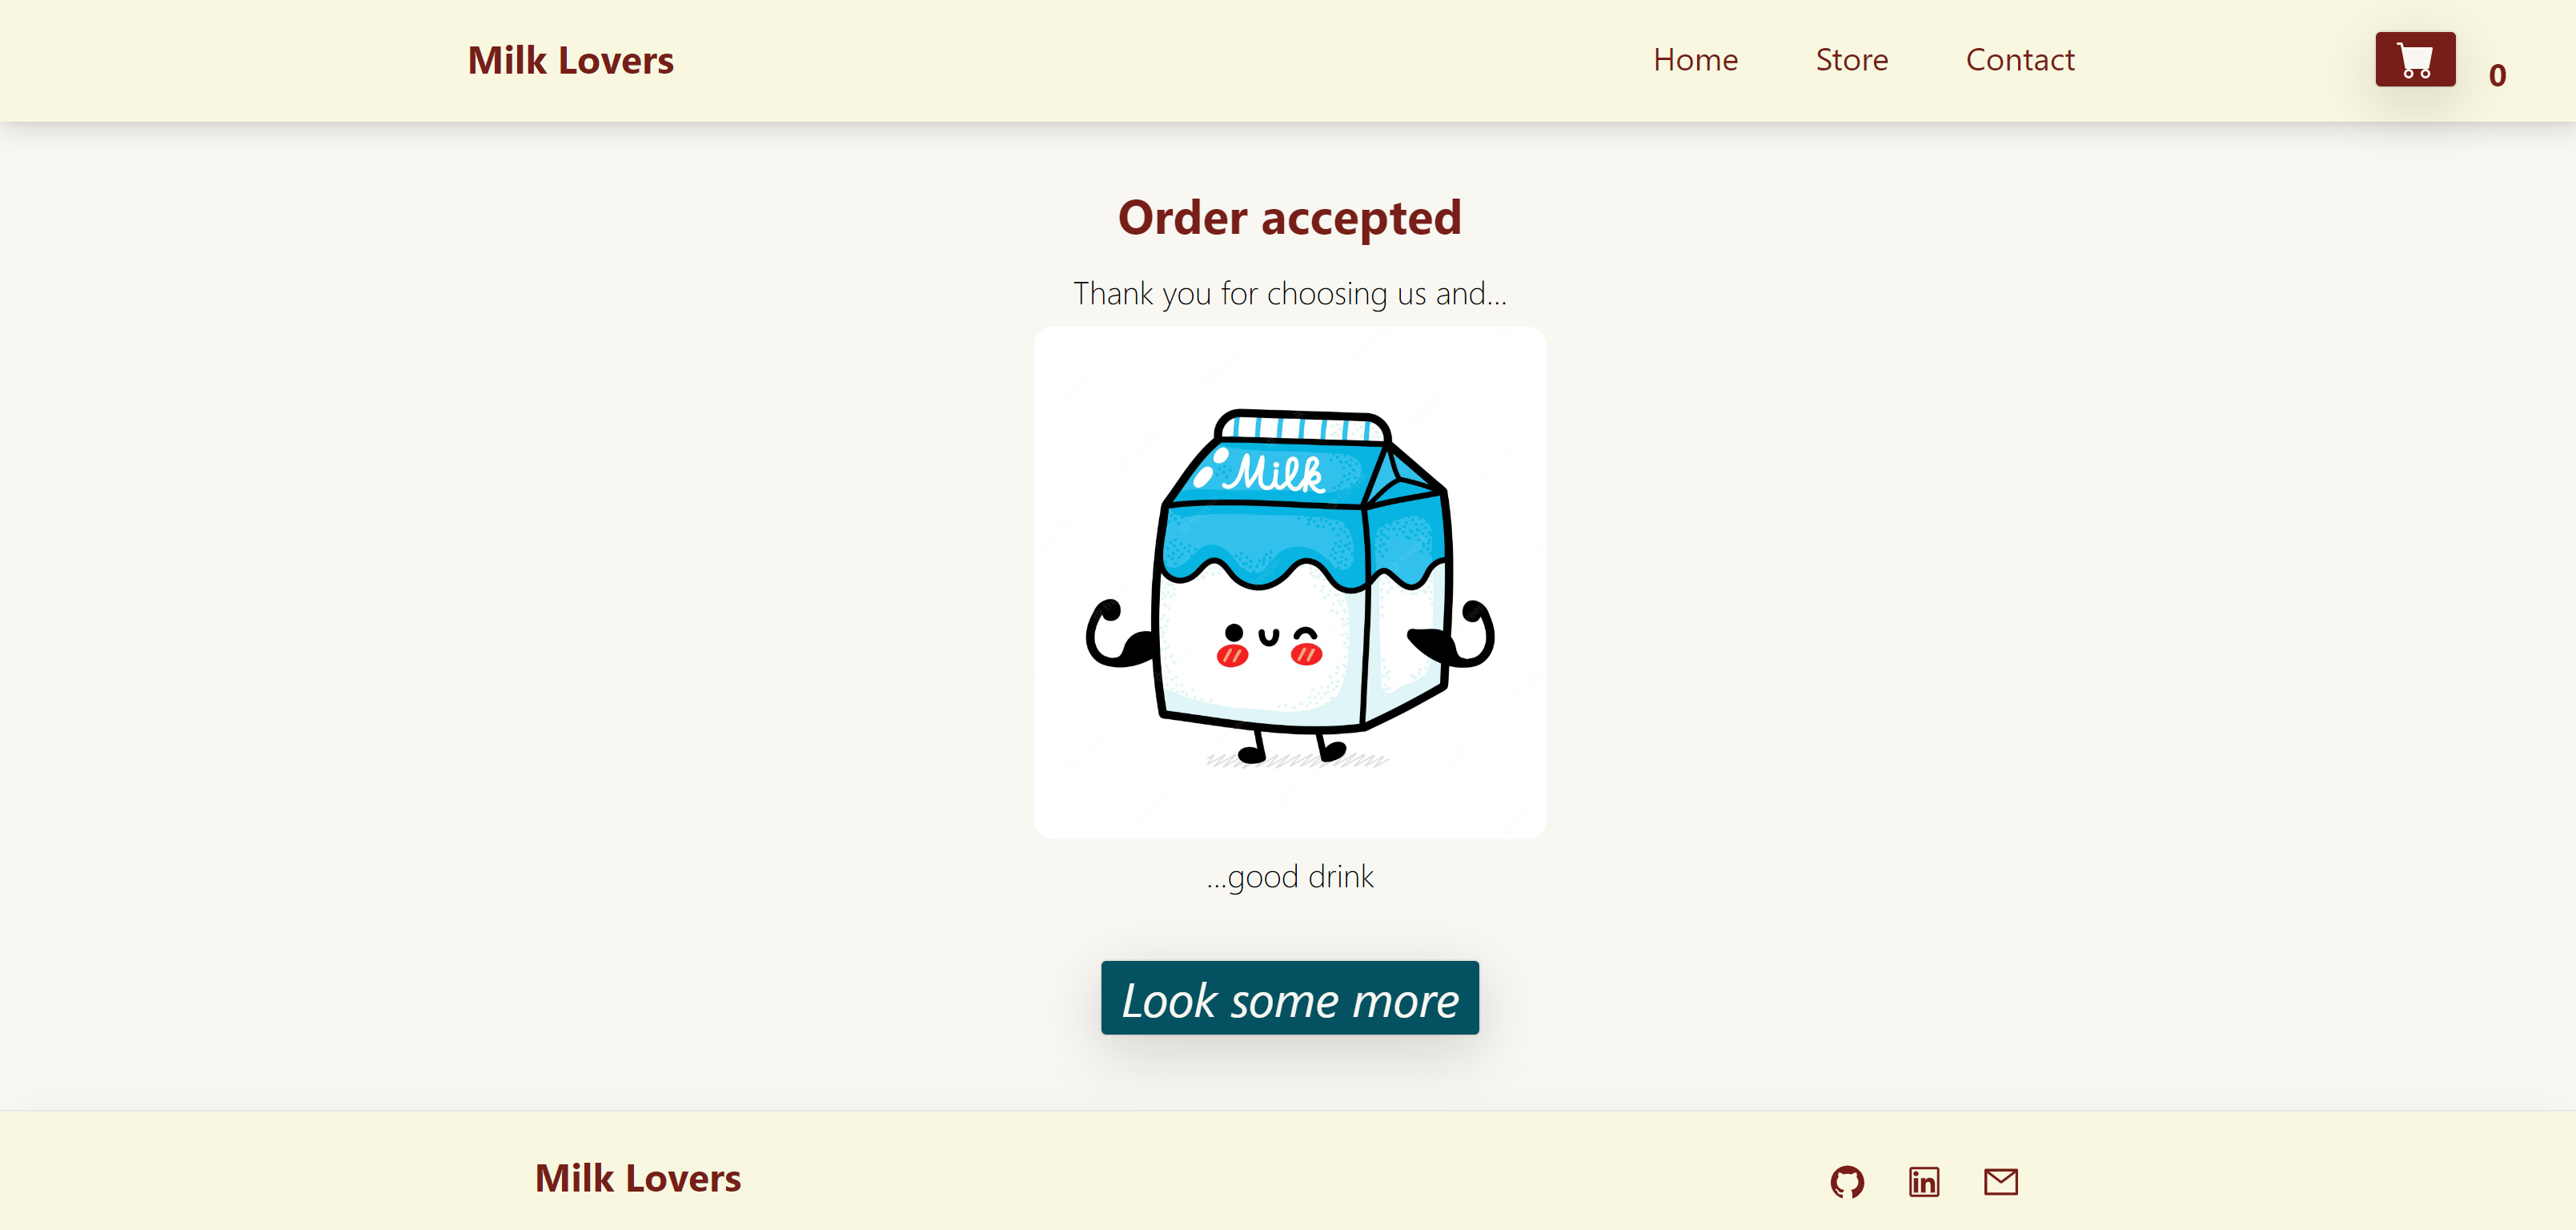 Milk Lovers
Home Store Contact
0
Order accepted
Thank you for choosing us and...
Milk
...good drink
Look some more
Milk Lovers
in